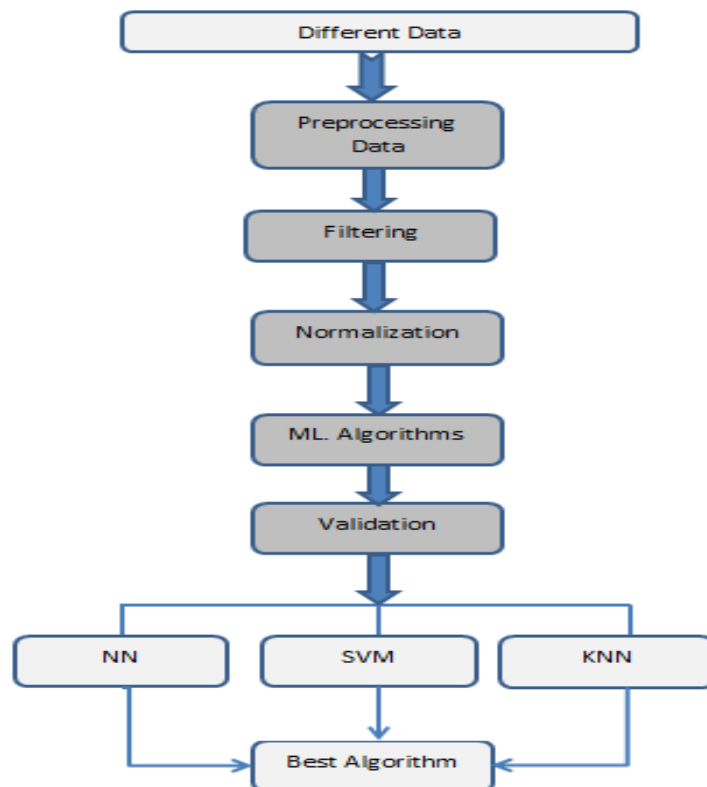 Different Data
Preprocessing
Data
Filtering
Normalization
ML. Algorithms
Validation
NN
SVM
KNN
Best Algorithm